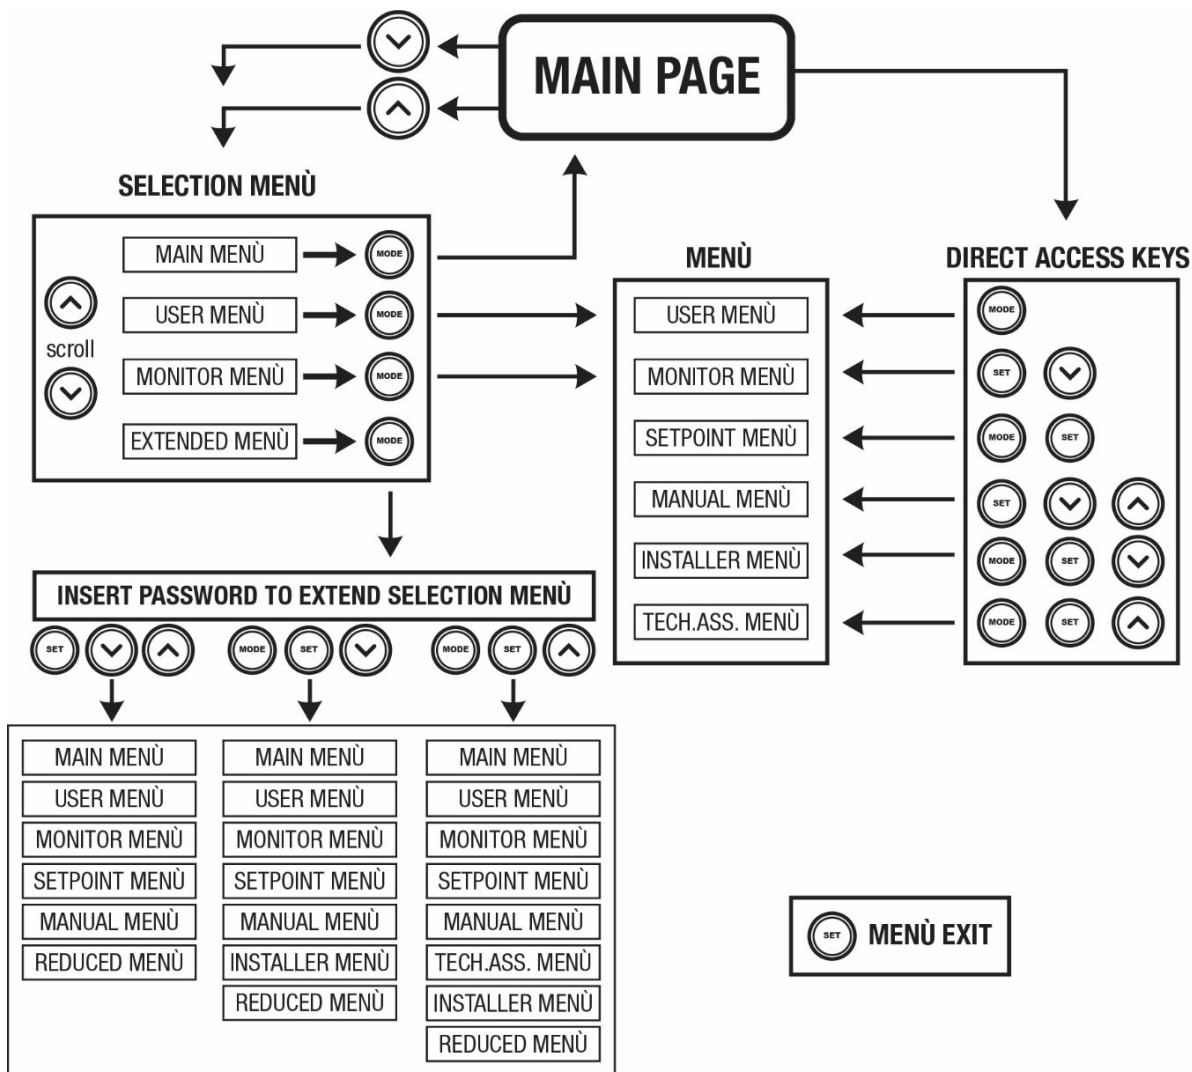 MAIN PAGE
SELECTION MENÙ
MAIN MENÙ MODE
USER MENÙ MODE
scroll
MONITOR MENÙ MODE
EXTENDED MENÙ MODE
MENÙ
USER MENÙ
MONITOR MENÙ
SETPOINT MENÙ
MANUAL MENÙ
INSTALLER MENÙ
TECH.ASS. MENÙ
DIRECT ACCESS KEYS
MODE
SET
MODE SET
SET
MODE SET
MODE SET
INSERT PASSWORD TO EXTEND SELECTION MENÙ
SET MODE SET MODE SET
MAIN MENÙ
USER MENÙ
MONITOR MENÙ
SETPOINT MENÙ
MANUAL MENÙ
REDUCED MENÙ
MAIN MENÙ
USER MENÙ
MONITOR MENÙ
SETPOINT MENÙ
MANUAL MENÙ
INSTALLER MENÙ
REDUCED MENÙ
MAIN MENÙ
USER MENÙ
MONITOR MENÙ
SETPOINT MENÙ
MANUAL MENÙ
TECH.ASS. MENÙ
INSTALLER MENÙ
REDUCED MENÙ
SET MENÙ EXIT